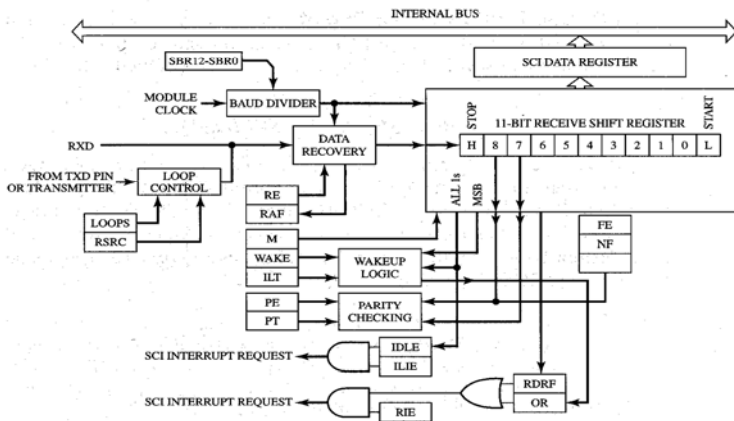 INTERNAL BUS
SBR12-SBR0
SCI DATA REGISTER
MODULE CLOCK
BAUD DIVIDER
STOP
11-BIT RECEIVE SHIFT REGISTER
START
RXD
DATA RECOVERY
H 8 7 6 5 4 3 2 1 0 L
FROM TXD PIN OR TRANSMITTER
LOOP CONTROL
ALL 1s
MSB
RE
RAF
LOOPS
RSRC
FE
NF
M
WAKE
ILT
WAKEUP LOGIC
PE
PT
PARITY CHECKING
IDLE
ILIE
SCI INTERRUPT REQUEST
RDRF
OR
RIE
SCI INTERRUPT REQUEST